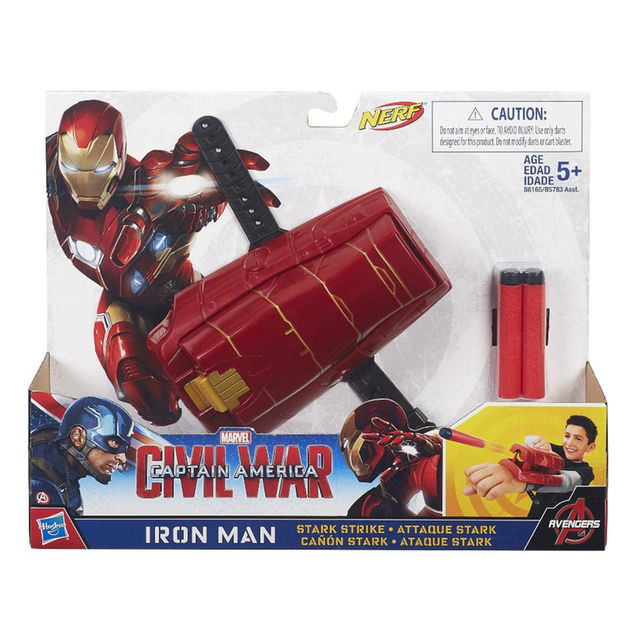 NERF
CAUTION:
Do not aim at eyes or face. TO AVOID INJURY: Use only darts
designed for this product. Do not modify darts or dart blaster.
AGE
EDAD
IDADE 5+
B6165/B5783 Asst.
MARVEL
CAPTAIN AMERICA
CIVIL WAR
Hasbro
IRON MAN
STARK STRIKE • ATTAQUE STARK
CAÑÓN STARK • ATAQUE STARK
AVENGERS